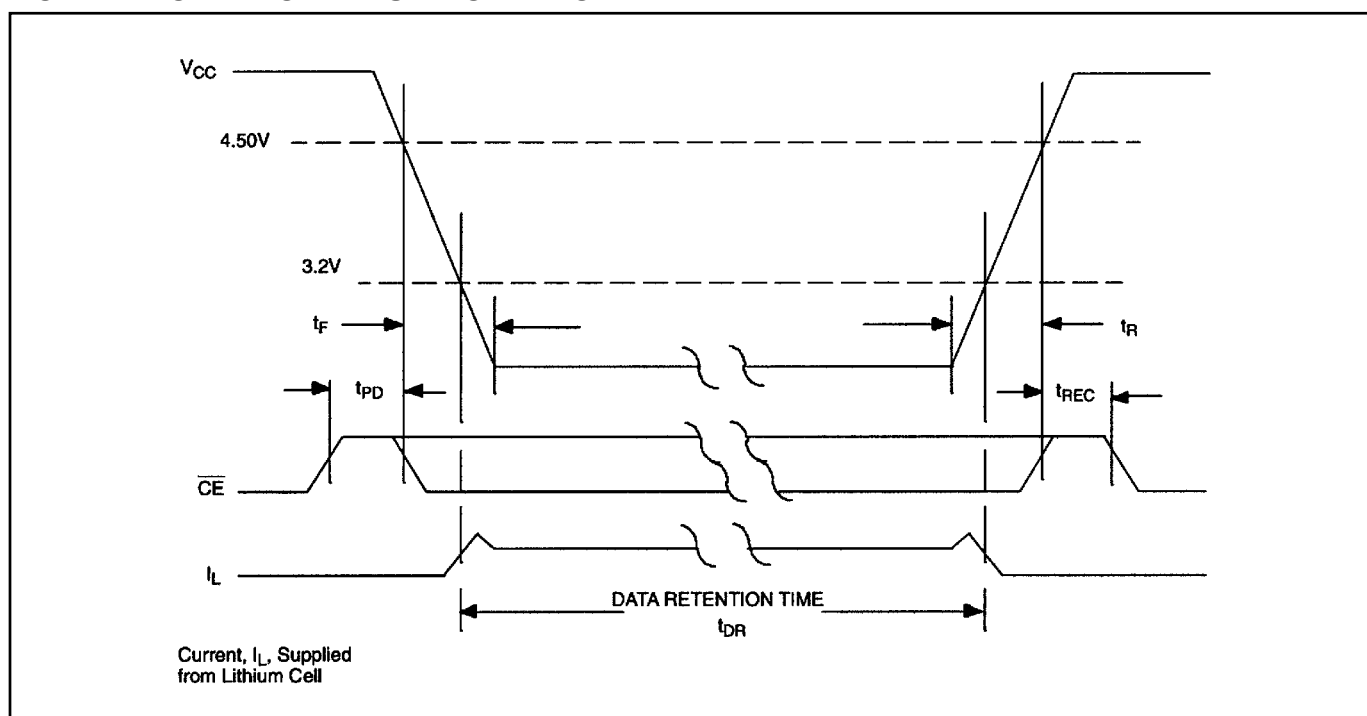 VCC
4.50V
3.2V
tF
tR
tPD
tREC
CE
IL
DATA RETENTION TIME
tDR
Current, IL, Supplied
from Lithium Cell